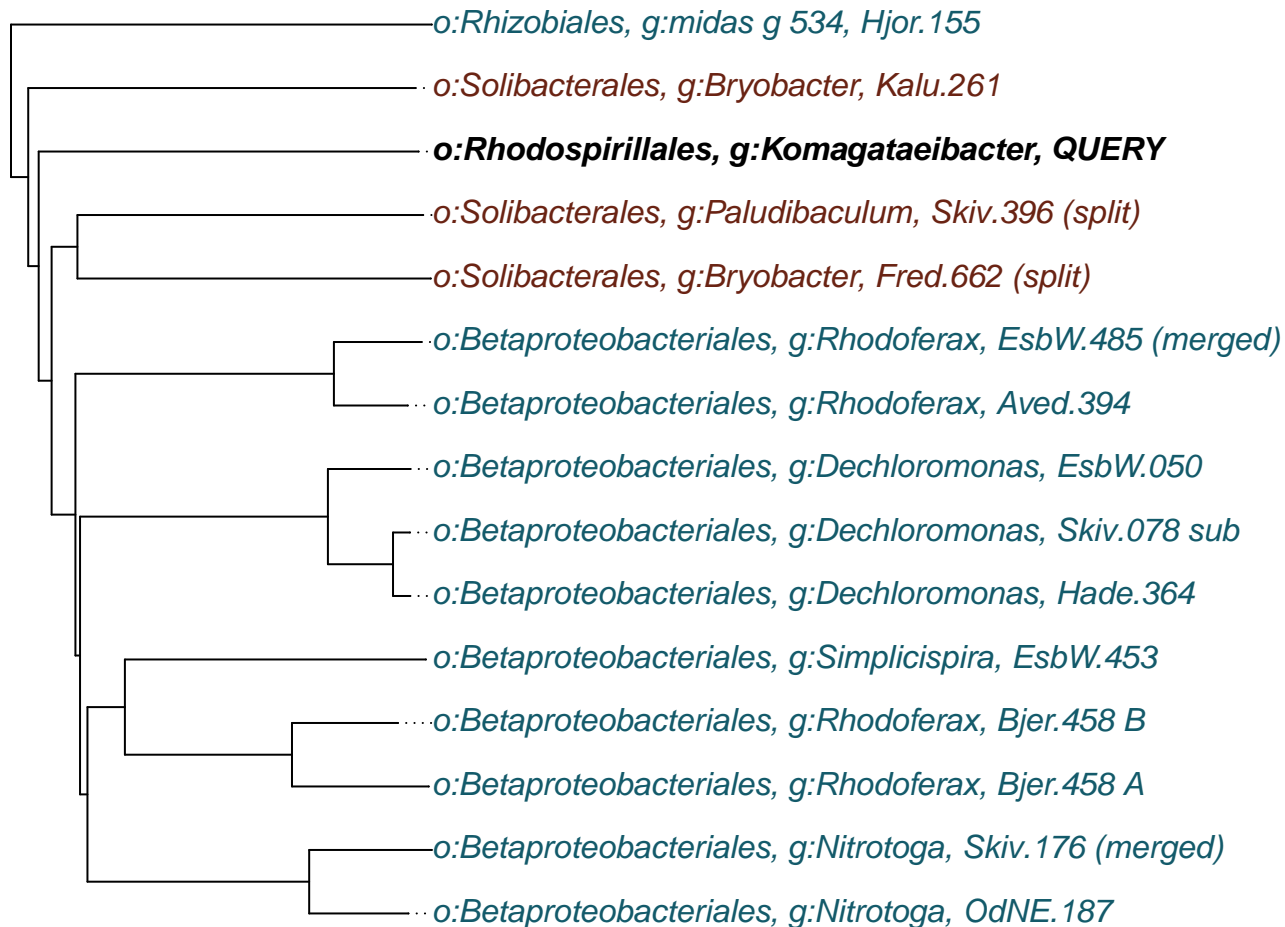 o:Rhizobiales, g:midas g 534, Hjor.155
o:Solibacterales, g:Bryobacter, Kalu.261
o:Rhodospirillales, g:Komagataeibacter, QUERY
o:Solibacterales, g:Paludibaculum, Skiv.396 (split)
o:Solibacterales, g:Bryobacter, Fred.662 (split)
o:Betaproteobacteriales, g:Rhodoferax, EsbW.485 (merged)
o:Betaproteobacteriales, g:Rhodoferax, Aved.394
o:Betaproteobacteriales, g:Dechloromonas, EsbW.050
o:Betaproteobacteriales, g:Dechloromonas, Skiv.078 sub
o:Betaproteobacteriales, g:Dechloromonas, Hade.364
o:Betaproteobacteriales, g:Simplicispira, EsbW.453
o:Betaproteobacteriales, g:Rhodoferax, Bjer.458 B
o:Betaproteobacteriales, g:Rhodoferax, Bjer.458 A
o:Betaproteobacteriales, g:Nitrotoga, Skiv.176 (merged)
o:Betaproteobacteriales, g:Nitrotoga, OdNE.187